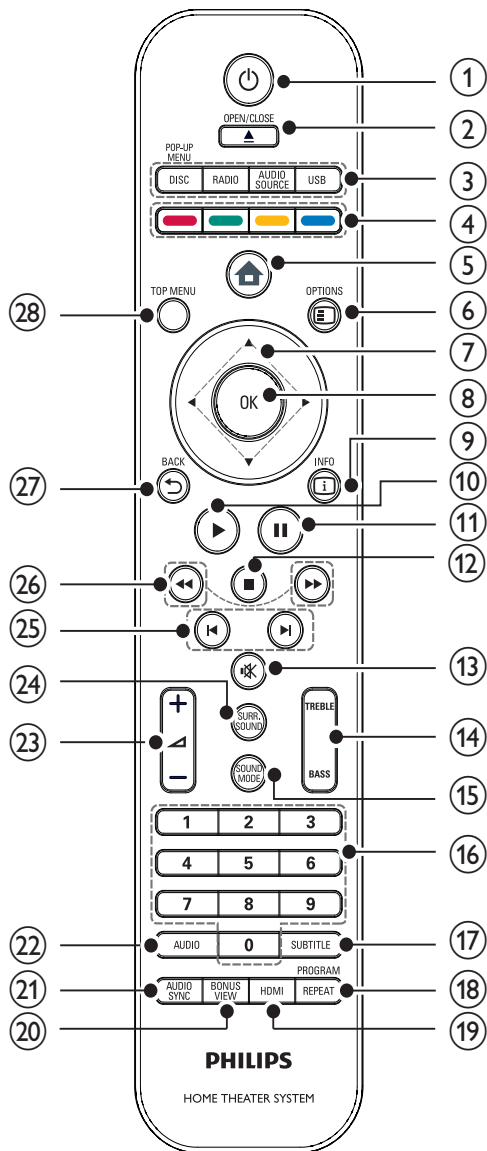 1
OPEN/CLOSE
2
POP-UP
MENU
DISC
RADIO
AUDIO
SOURCE
USB
3
4
5
TOP MENU
OPTIONS
28
6
7
OK
8
9
BACK
INFO
i
27
10
11
12
26
25
13
24
SURR.
SOUND
TREBLE
23
14
SOUND
MODE
BASS
15
1 2 3
4 5 6
16
7 8 9
22
AUDIO
0
SUBTITLE
17
PROGRAM
21
AUDIO
SYNC
BONUS
VIEW
HDMI
REPEAT
18
20
19
PHILIPS
HOME THEATER SYSTEM